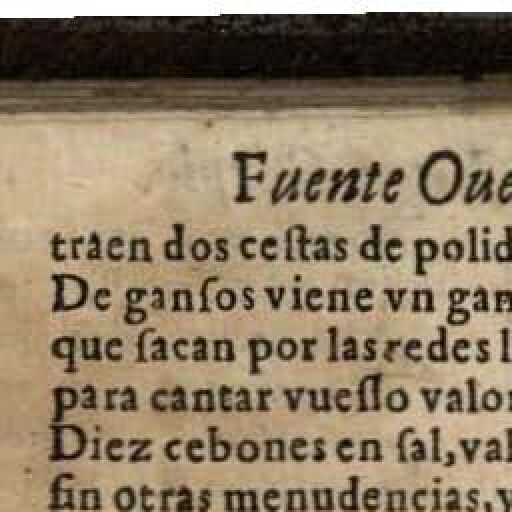 Fuente Oue
traen dos ceſtas de polid
De ganſos viene vn gan
que ſacan por las redes l
para cantar vueſſo valor
Diez cebones en ſal, val
ſin otras menudencias, y